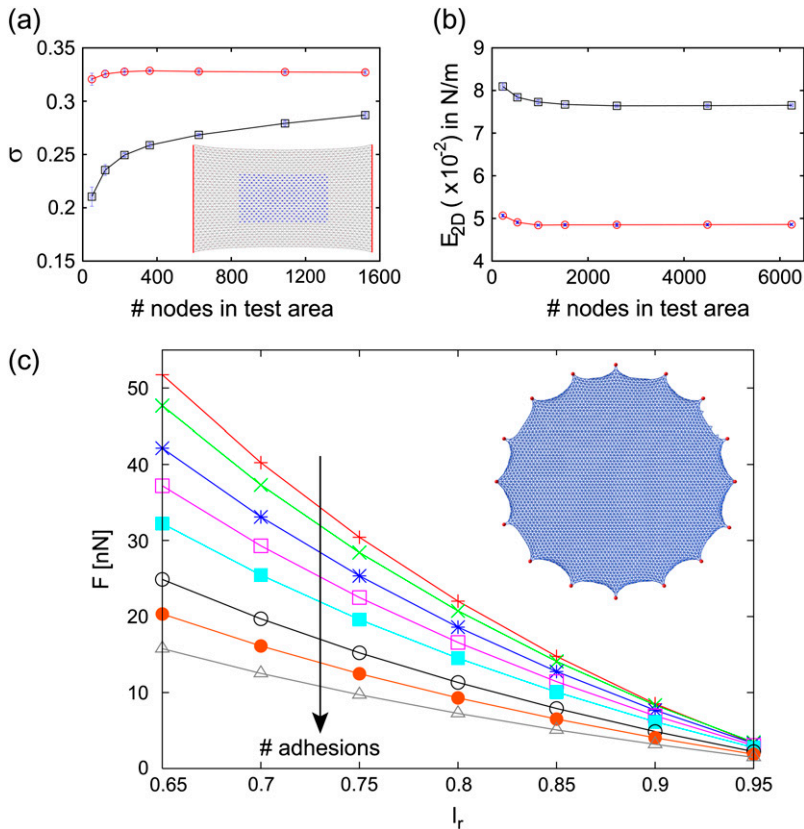 (a)
0.35
0.3
0.25
0.2
0.15
σ
0 400 800 1200 1600
# nodes in test area
(b)
9
8
7
6
5
4
E2D ( x10-2) in N/m
0 2000 4000 6000
# nodes in test area
(c)
50
40
30
20
10
0
F [nN]
# adhesions
0.65 0.7 0.75 0.8 0.85 0.9 0.95
lr